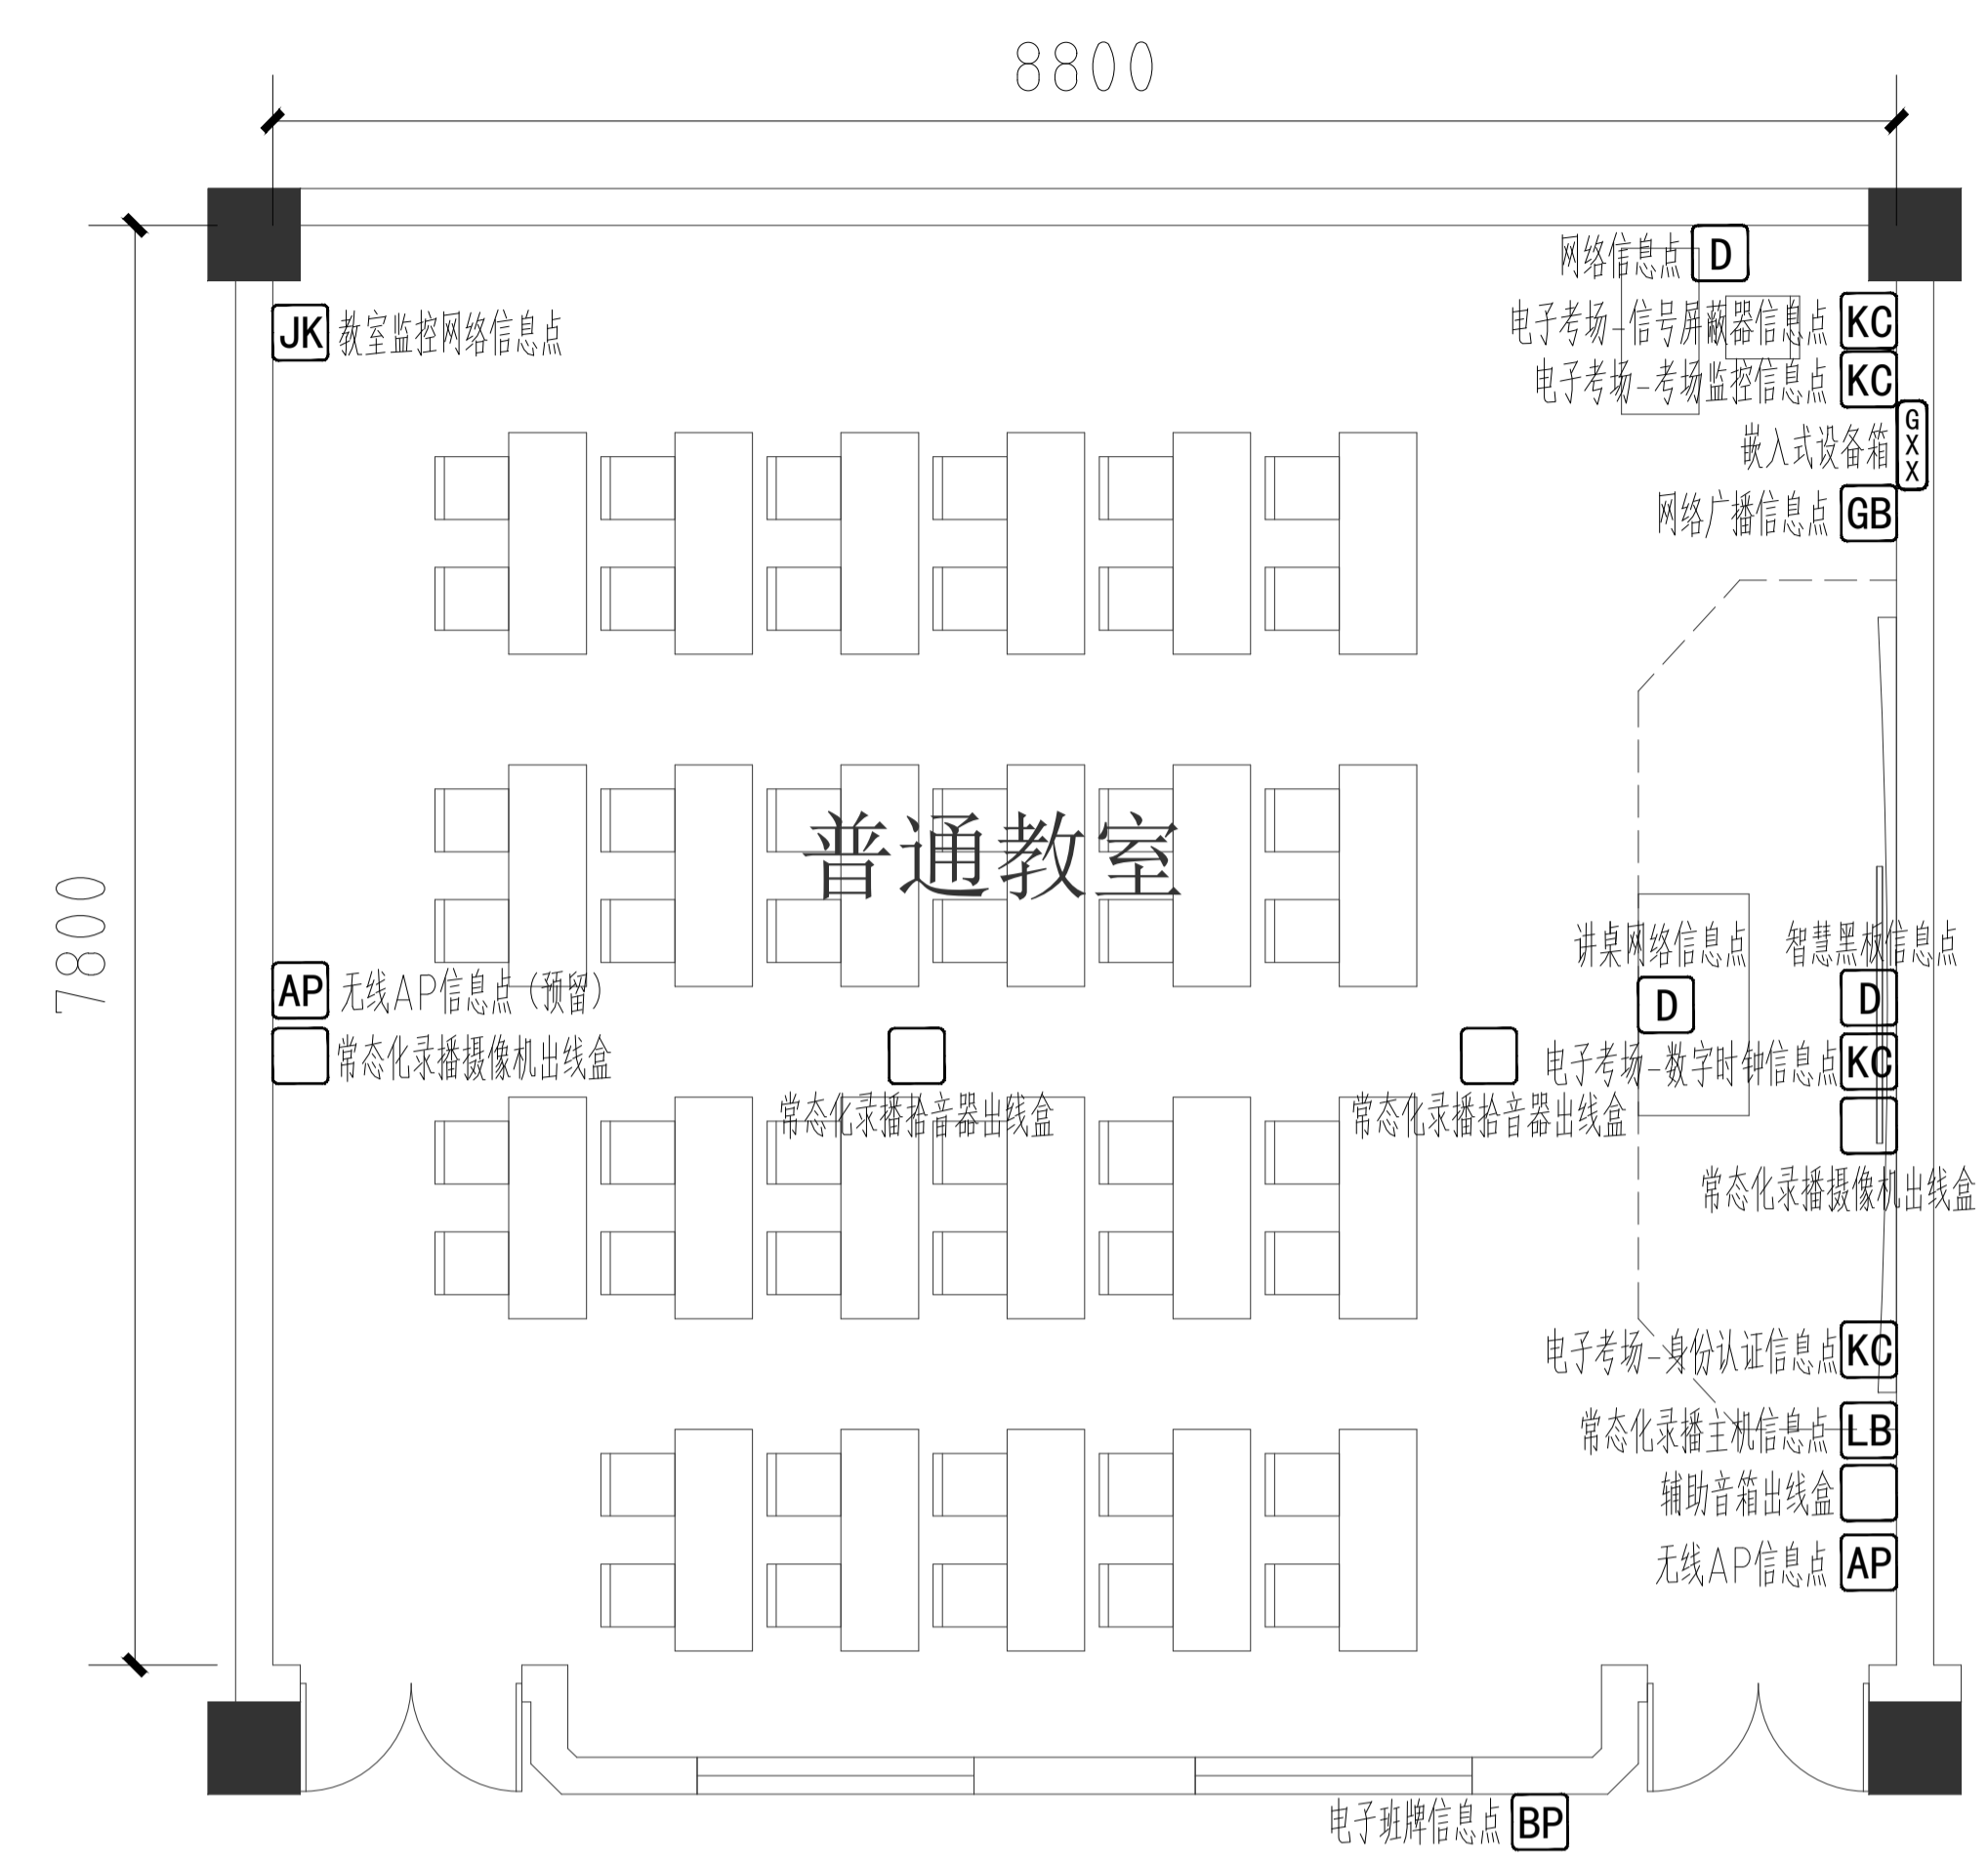 8800
网络信息点 D
电子考场-信号屏蔽器信息点 KC
JK 教室监控网络信息点
电子考场-考场监控信息点 KC
嵌入式设备箱 GXX
网络广播信息点 GB
普通教室
7800
讲桌网络信息点 D
智慧黑板信息点 D
AP 无线AP信息点(预留)
常态化录播摄像机出线盒
电子考场-数字时钟信息点 KC
常态化录播拾音器出线盒
常态化录播拾音器出线盒
常态化录播摄像机出线盒
电子考场-身份认证信息点 KC
常态化录播主机信息点 LB
辅助音箱出线盒
无线AP信息点 AP
电子班牌信息点 BP